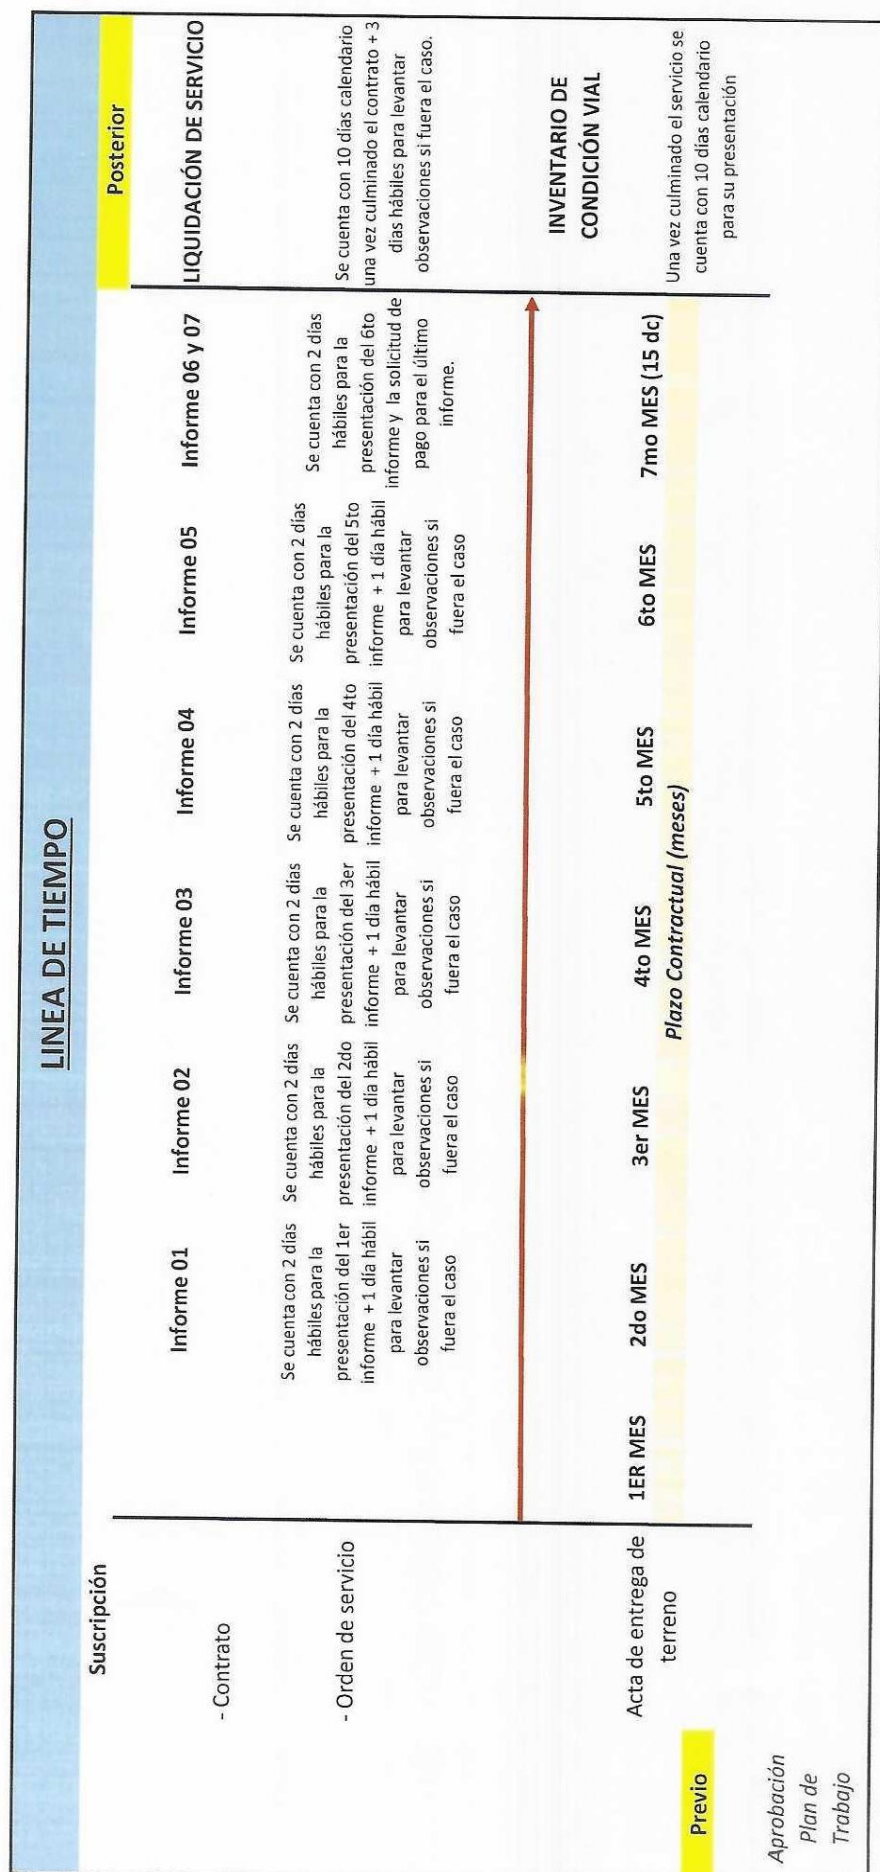 LINEA DE TIEMPO
Suscripción
Posterior
- Contrato
- Orden de servicio
Informe 01
Se cuenta con 2 días
hábiles para la
presentación del 1er
informe + 1 día hábil
para levantar
observaciones si
fuera el caso
Informe 02
Se cuenta con 2 días
hábiles para la
presentación del 2do
informe + 1 día hábil
para levantar
observaciones si
fuera el caso
Informe 03
Se cuenta con 2 días
hábiles para la
presentación del 3er
informe + 1 día hábil
para levantar
observaciones si
fuera el caso
Informe 04
Se cuenta con 2 días
hábiles para la
presentación del 4to
informe + 1 día hábil
para levantar
observaciones si
fuera el caso
Informe 05
Se cuenta con 2 días
hábiles para la
presentación del 5to
informe + 1 día hábil
para levantar
observaciones si
fuera el caso
Informe 06 y 07
Se cuenta con 2 días
hábiles para la
presentación del 6to
informe y la solicitud de
pago para el último
informe.
LIQUIDACIÓN DE SERVICIO
Se cuenta con 10 días calendario
una vez culminado el contrato + 3
días hábiles para levantar
observaciones si fuera el caso.
INVENTARIO DE
CONDICIÓN VIAL
Una vez culminado el servicio se
cuenta con 10 días calendario
para su presentación
Acta de entrega de
terreno
1ER MES
2do MES
3er MES
4to MES
5to MES
6to MES
7mo MES (15 dc)
Plazo Contractual (meses)
Previo
Aprobación
Plan de
Trabajo